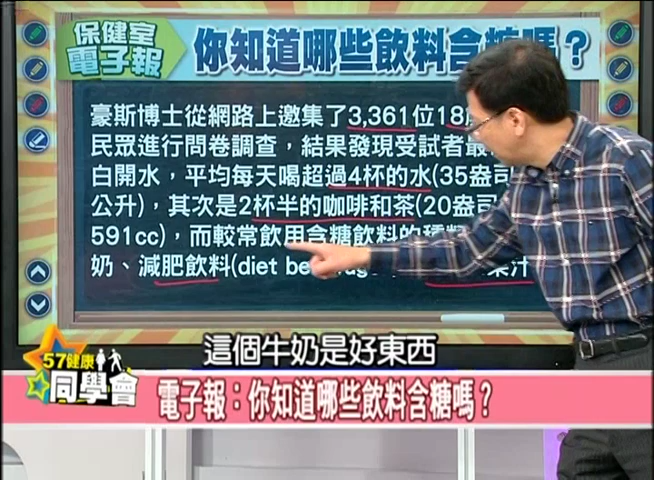 保健室
電子報
你知道哪些飲料含糖嗎？
豪斯博士從網路上邀集了3,361位18
民眾進行問卷調查，結果發現受試者最
白開水，平均每天喝超過4杯的水(35盎司
公升)，其次是2杯半的咖啡和茶(20盎司
591cc)，而較常飲用含糖飲料的種
奶、減肥飲料(diet be 果汁
這個牛奶是好東西
57健康
同學會
電子報：你知道哪些飲料含糖嗎？